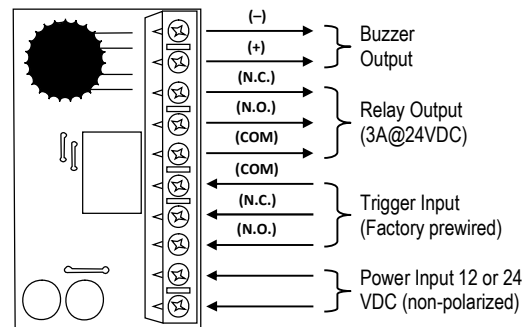 (–)
(+)
Buzzer
Output
(N.C.)
(N.O.)
(COM)
Relay Output
(3A@24VDC)
(COM)
(N.C.)
(N.O.)
Trigger Input
(Factory prewired)
Power Input 12 or 24
VDC (non-polarized)